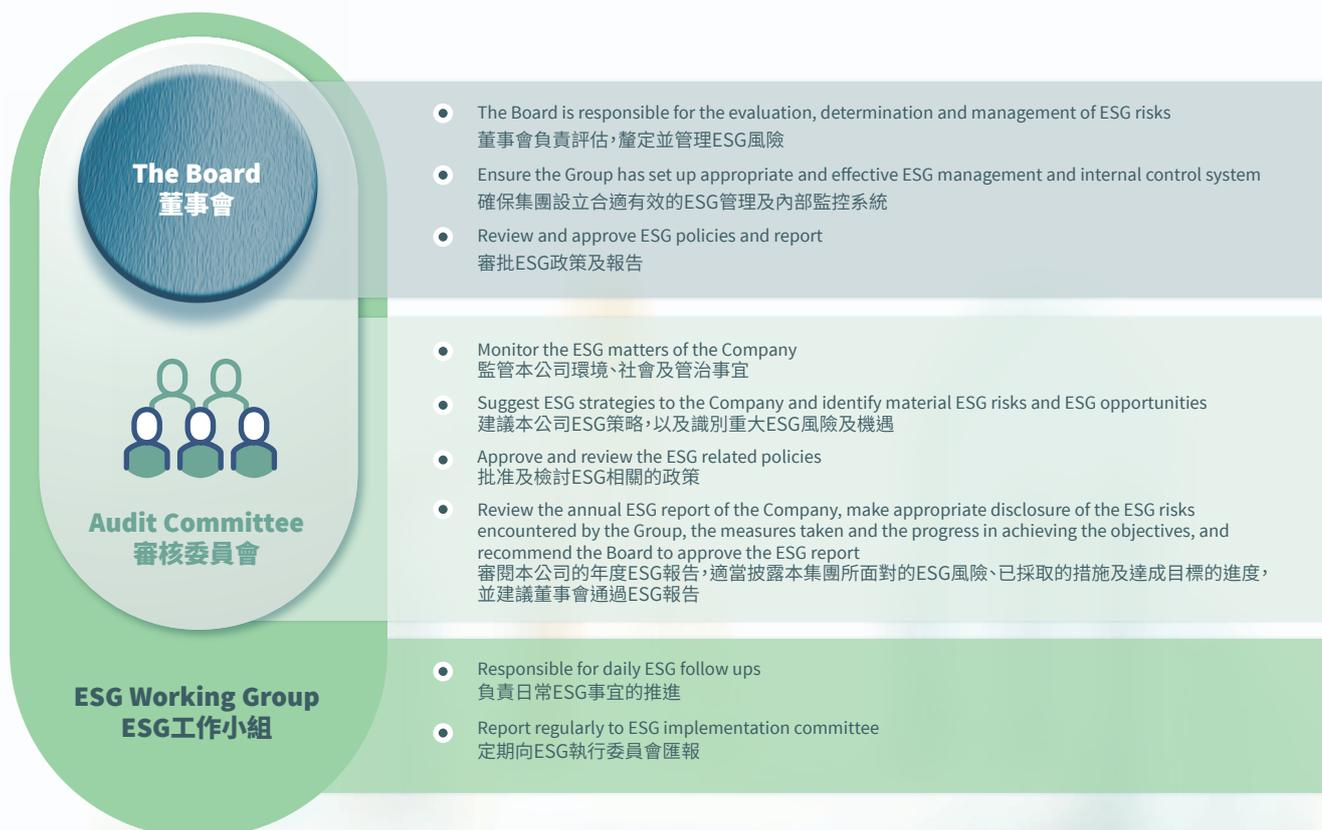 The Board
董事會
The Board is responsible for the evaluation, determination and management of ESG risks
董事會負責評估，釐定並管理ESG風險
Ensure the Group has set up appropriate and effective ESG management and internal control system
確保集團設立合適有效的ESG管理及內部監控系統
Review and approve ESG policies and report
審批ESG政策及報告
Audit Committee
審核委員會
Monitor the ESG matters of the Company
監管本公司環境、社會及管治事宜
Suggest ESG strategies to the Company and identify material ESG risks and ESG opportunities
建議本公司ESG策略，以及識別重大ESG風險及機遇
Approve and review the ESG related policies
批准及檢討ESG相關的政策
Review the annual ESG report of the Company, make appropriate disclosure of the ESG risks
encountered by the Group, the measures taken and the progress in achieving the objectives, and
recommend the Board to approve the ESG report
審閱本公司的年度ESG報告，適當披露本集團所面對的ESG風險、已採取的措施及達成目標的進度，
並建議董事會通過ESG報告
ESG Working Group
ESG工作小組
Responsible for daily ESG follow ups
負責日常ESG事宜的推進
Report regularly to ESG implementation committee
定期向ESG執行委員會匯報